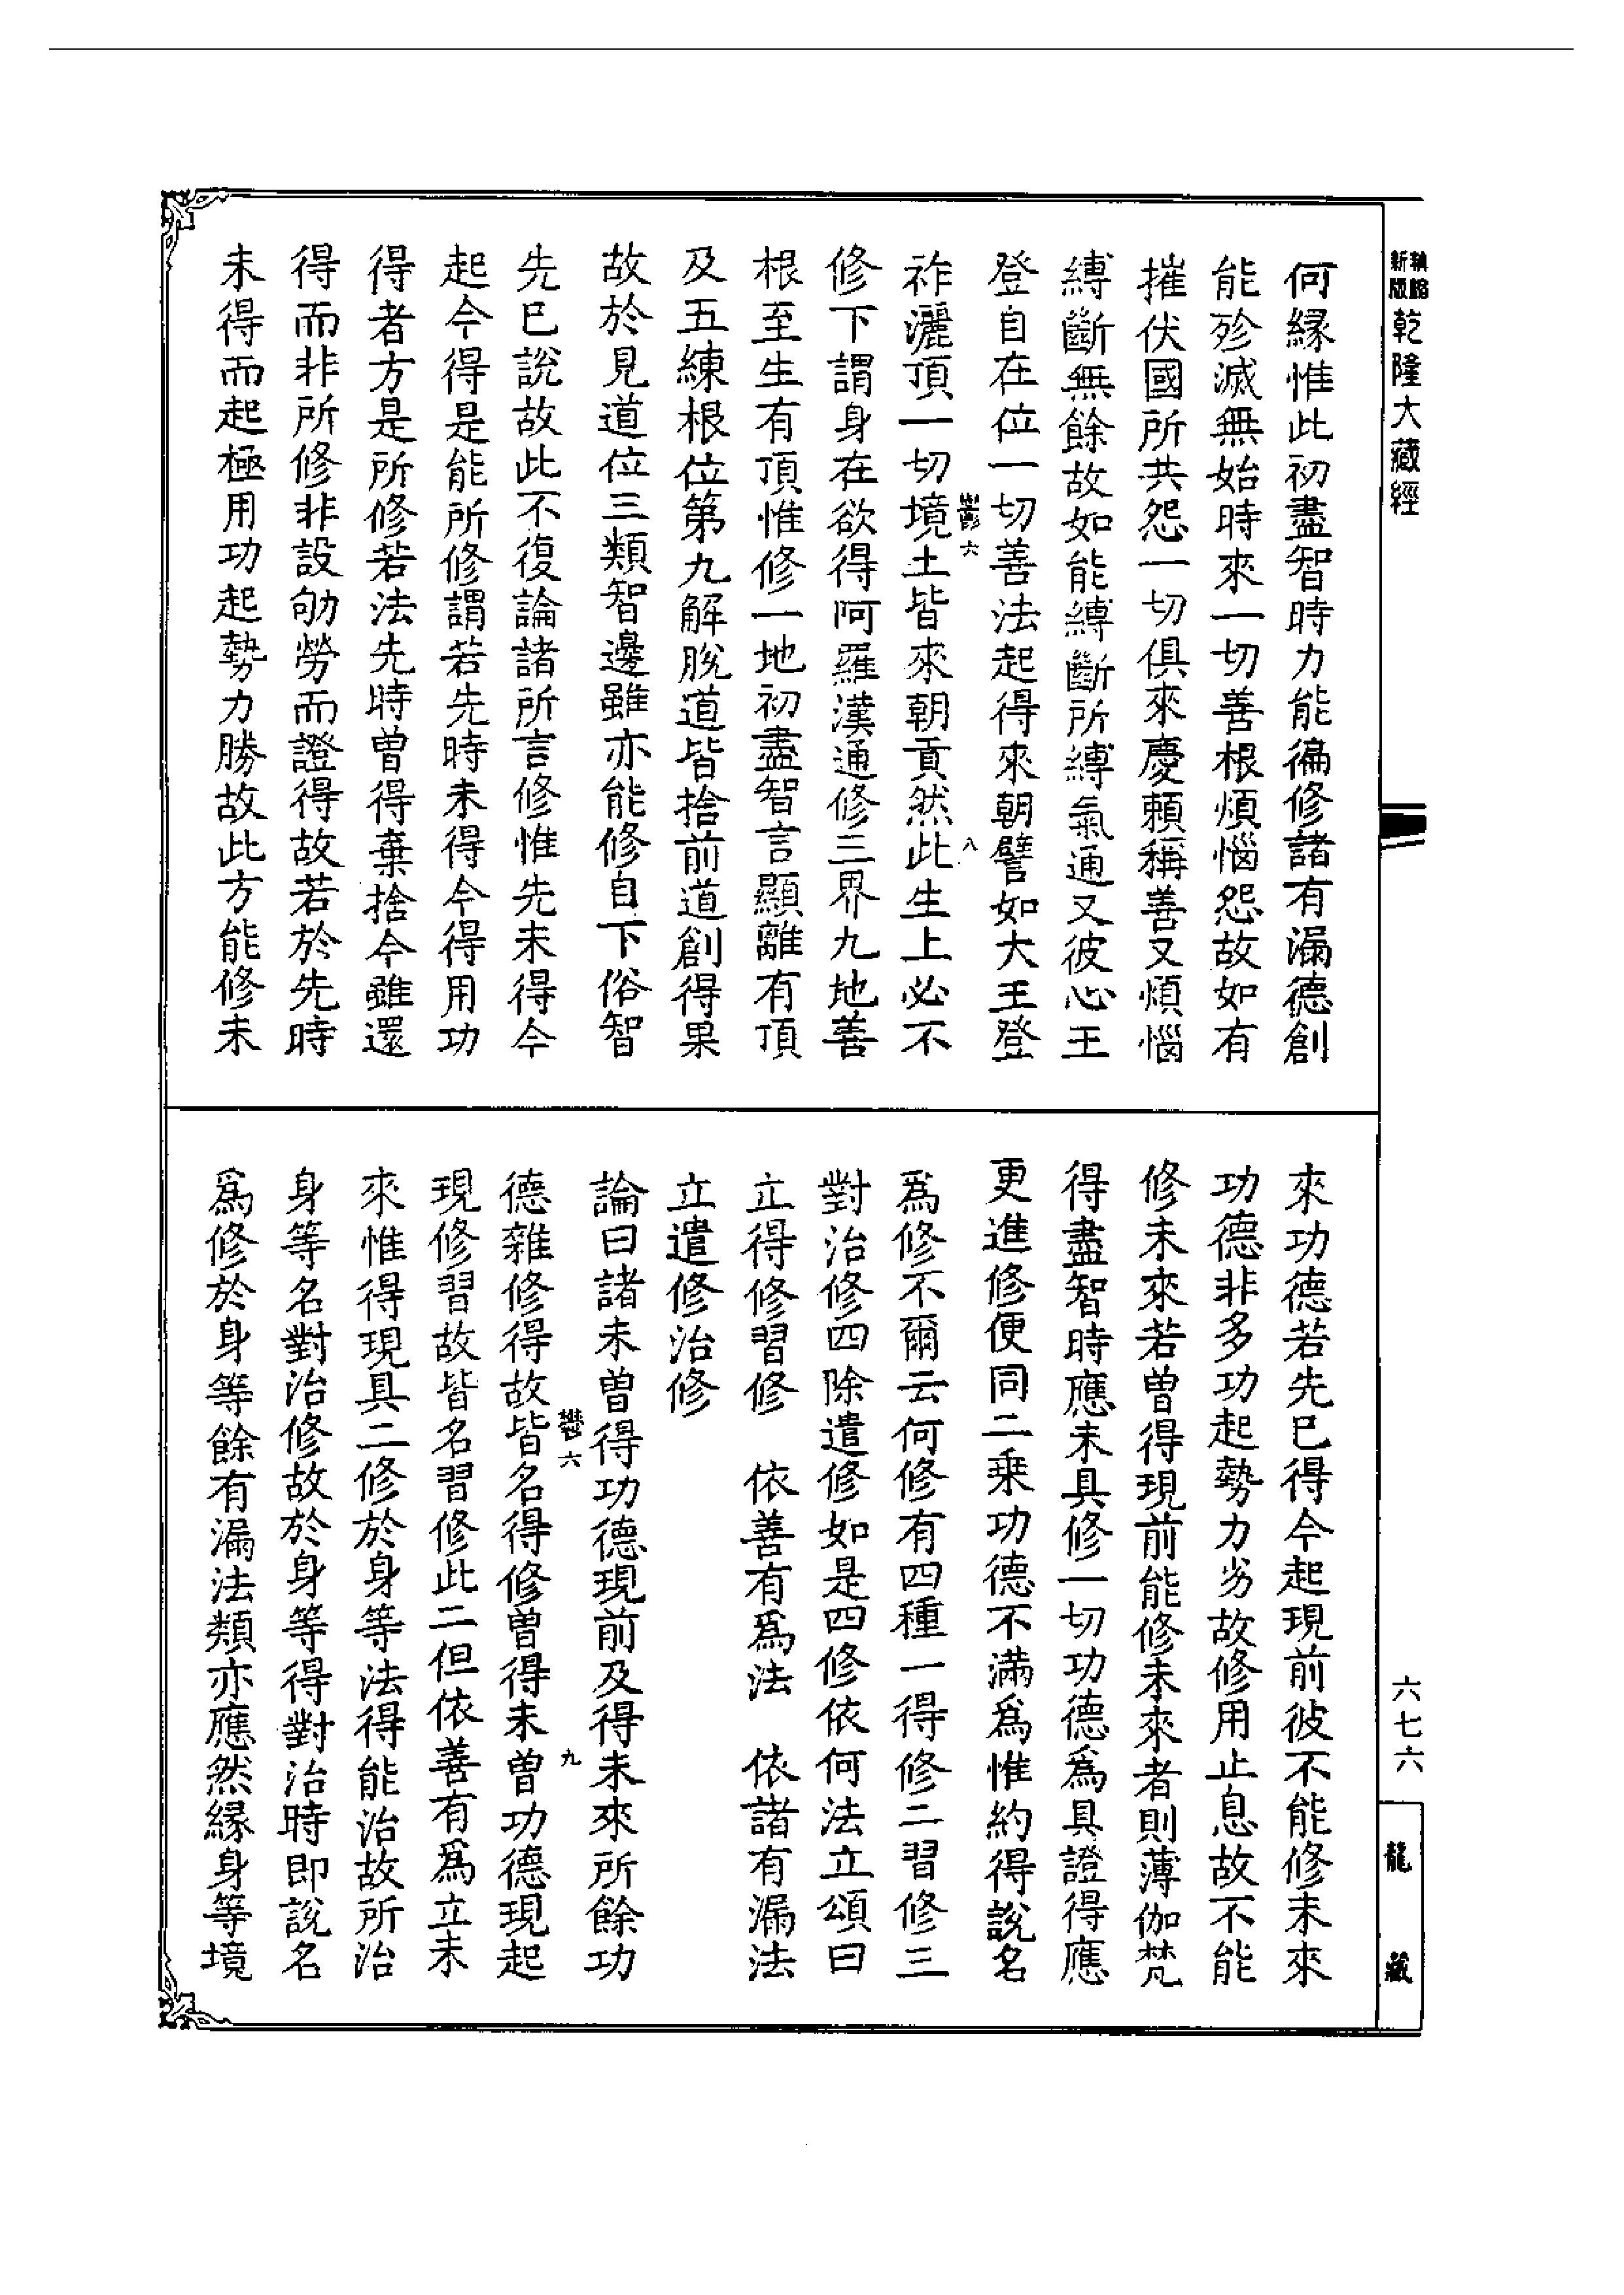 新版
乾隆大藏經
何縁惟此初盡智時力能徧修諸有漏德創
能殄滅無始時來一切善根煩惱怨故如有
摧伏國所共怨一切俱來慶賴稱善又煩惱
縛斷無餘故如能縛斷所縛氣通又彼心王
登自在位一切善法起得來朝譬如大王登
祚灑頂一切境土皆來朝貢然此生上必不
六
八
修下謂身在欲得阿羅漢通修三界九地善
根至生有頂惟修一地初盡智言顯離有頂
及五練根位第九解脫道皆捨前道創得果
故於見道位三類智邊雖亦能修自下俗智
先已說故此不復論諸所言修惟先未得今
起今得是能所修謂若先時未得今得用功
得者方是所修若法先時曽得棄捨今雖還
得而非所修非設劬勞而證得故若於先時
未得而起極用功起勢力勝故此方能修未
來功德若先已得今起現前彼不能修未來
功德非多功起勢力劣故修用止息故不能
修未來若曽得現前能修未來者則薄伽梵
得盡智時應未具修一切功德爲具證得應
更進修便同二乘功德不滿爲惟約得說名
爲修不爾云何修有四種一得修二習修三
對治修四除遣修如是四修依何法立頌曰
立得修習修　依善有爲法　依諸有漏法
立遣修治修
論曰諸未曽得功德現前及得未來所餘功
六
九
德雜修得故皆名得修曽得未曽功德現起
現修習故皆名習修此二但依善有爲立未
來惟得現具二修於身等法得能治故所治
身等名對治修故於身等得對治時即説名
爲修於身等餘有漏法類亦應然縁身等境
六七六
龍藏